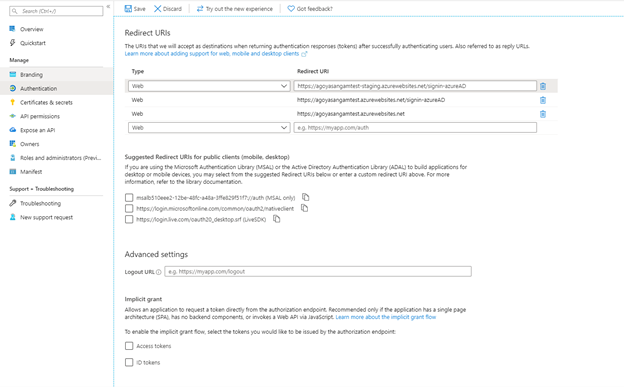 Search (Ctrl+/)
«
Save
Discard
Try out the new experience
Got feedback?
Overview
Quickstart
Manage
Branding
Authentication
Certificates & secrets
API permissions
Expose an API
Owners
Roles and administrators (Previ...
Manifest
Support + Troubleshooting
Troubleshooting
New support request
Redirect URIs
The URIs that we will accept as destinations when returning authentication responses (tokens) after successfully authenticating users. Also referred to as reply URLs.
Learn more about adding support for web, mobile and desktop clients
Type
Redirect URI
Web
https://agoyasangamtest-staging.azurewebsites.net/signin-azureAD
Web
https://agoyasangamtest.azurewebsites.net/signin-azureAD
Web
https://agoyasangamtest.azurewebsites.net
Web
e.g. https://myapp.com/auth
Suggested Redirect URIs for public clients (mobile, desktop)
If you are using the Microsoft Authentication Library (MSAL) or the Active Directory Authentication Library (ADAL) to build applications
for desktop or mobile devices, you may select from the suggested Redirect URIs below or enter a custom redirect URI above. For more
information, refer to the library documentation.
://auth (MSAL only)
https://login.microsoftonline.com/common/oauth2/nativeclient
https://login.live.com/oauth20_desktop.srf (LiveSDK)
Advanced settings
Logout URL
e.g. https://myapp.com/logout
Implicit grant
Allows an application to request a token directly from the authorization endpoint. Recommended only if the application has a single page
architecture (SPA), has no backend components, or invokes a Web API via JavaScript. Learn more about the implicit grant flow
To enable the implicit grant flow, select the tokens you would like to be issued by the authorization endpoint:
Access tokens
ID tokens